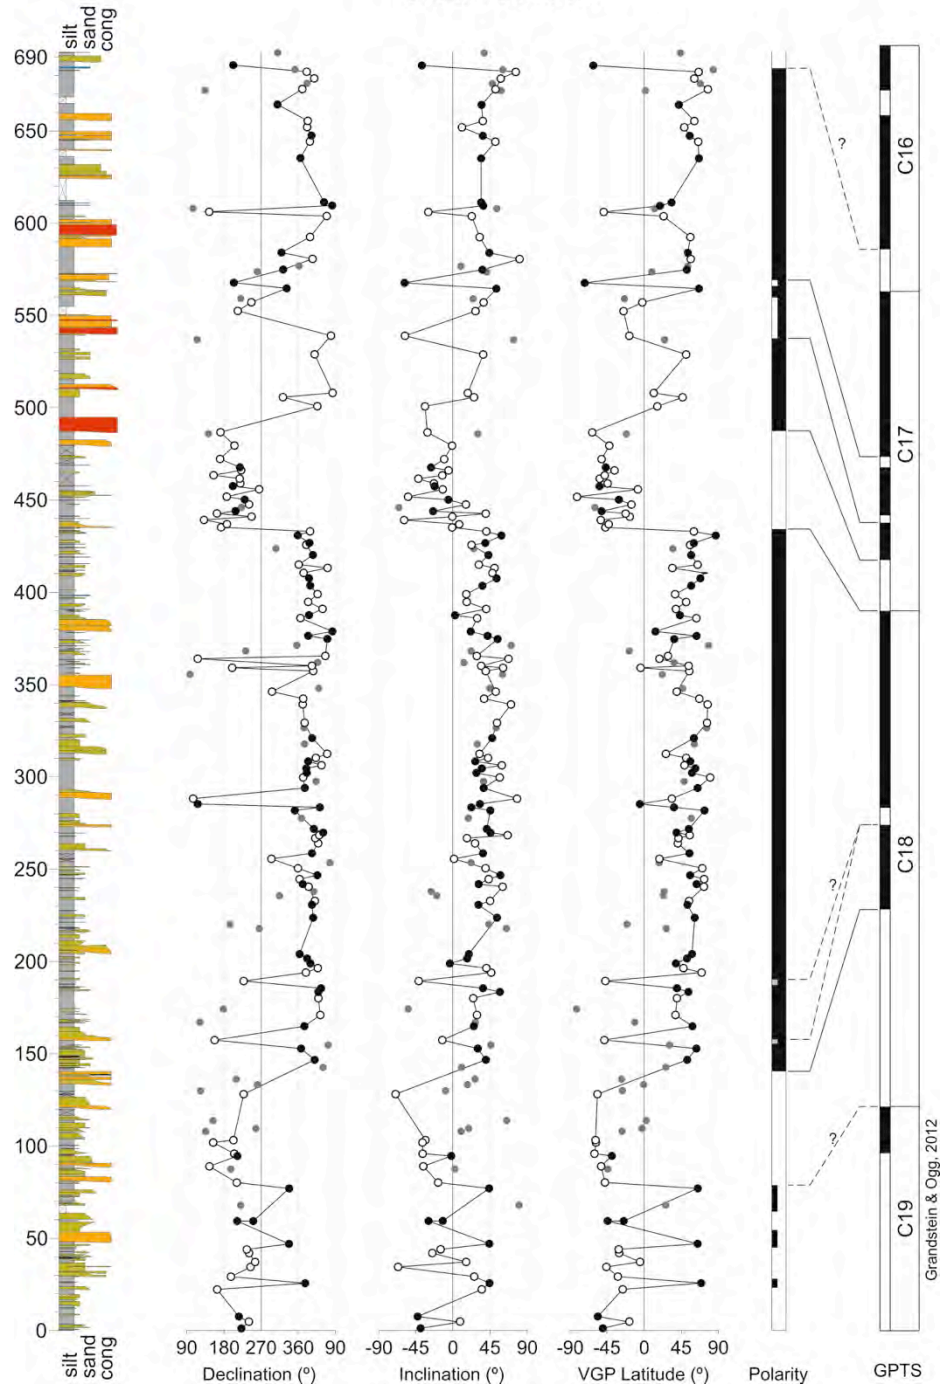 silt
sand
cong
690
650
600
550
500
450
400
350
300
250
200
150
100
50
0
?
?
?
C16
C17
C18
C19
Grandstein & Ogg, 2012
silt
sand
cong
90 180 270 360 90
-90 -45 0 45 90
-90 -45 0 45 90
Declination (º)
Inclination (º)
VGP Latitude (º)
Polarity
GPTS